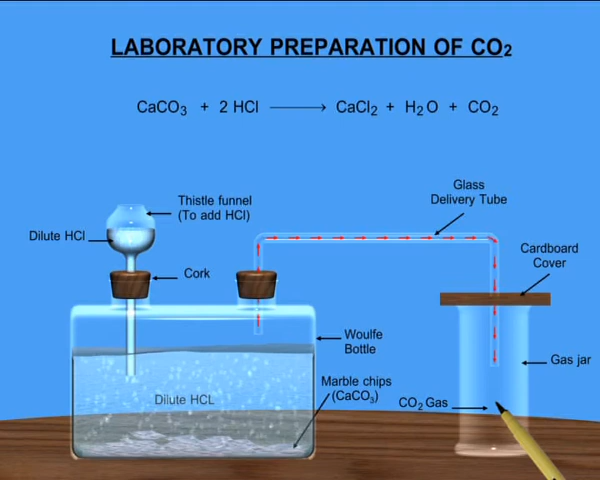 LABORATORY PREPARATION OF CO₂
CaCO₃ + 2 HCl ⟶ CaCl₂ + H₂O + CO₂
Thistle funnel
(To add HCl)
Dilute HCl
Cork
Glass
Delivery Tube
Cardboard
Cover
Woulfe
Bottle
Gas jar
Marble chips
(CaCO₃)
Dilute HCL
CO₂ Gas